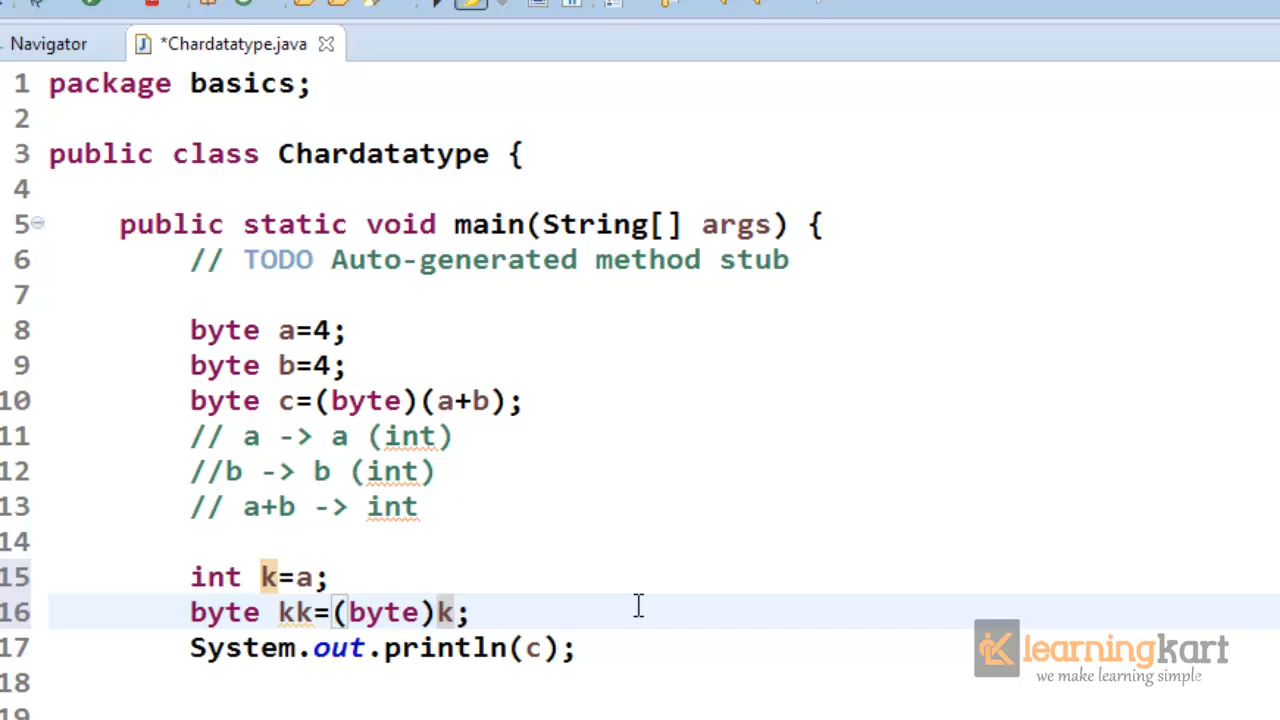 Navigator
*Chardatatype.java
1 package basics;
2
3 public class Chardatatype {
4
5 public static void main(String[] args) {
6 // TODO Auto-generated method stub
7
8 byte a=4;
9 byte b=4;
10 byte c=(byte)(a+b);
11 // a -> a (int)
12 //b -> b (int)
13 // a+b -> int
14
15 int k=a;
16 byte kk=(byte)k;
17 System.out.println(c);
18
19
learningkart
we make learning simple